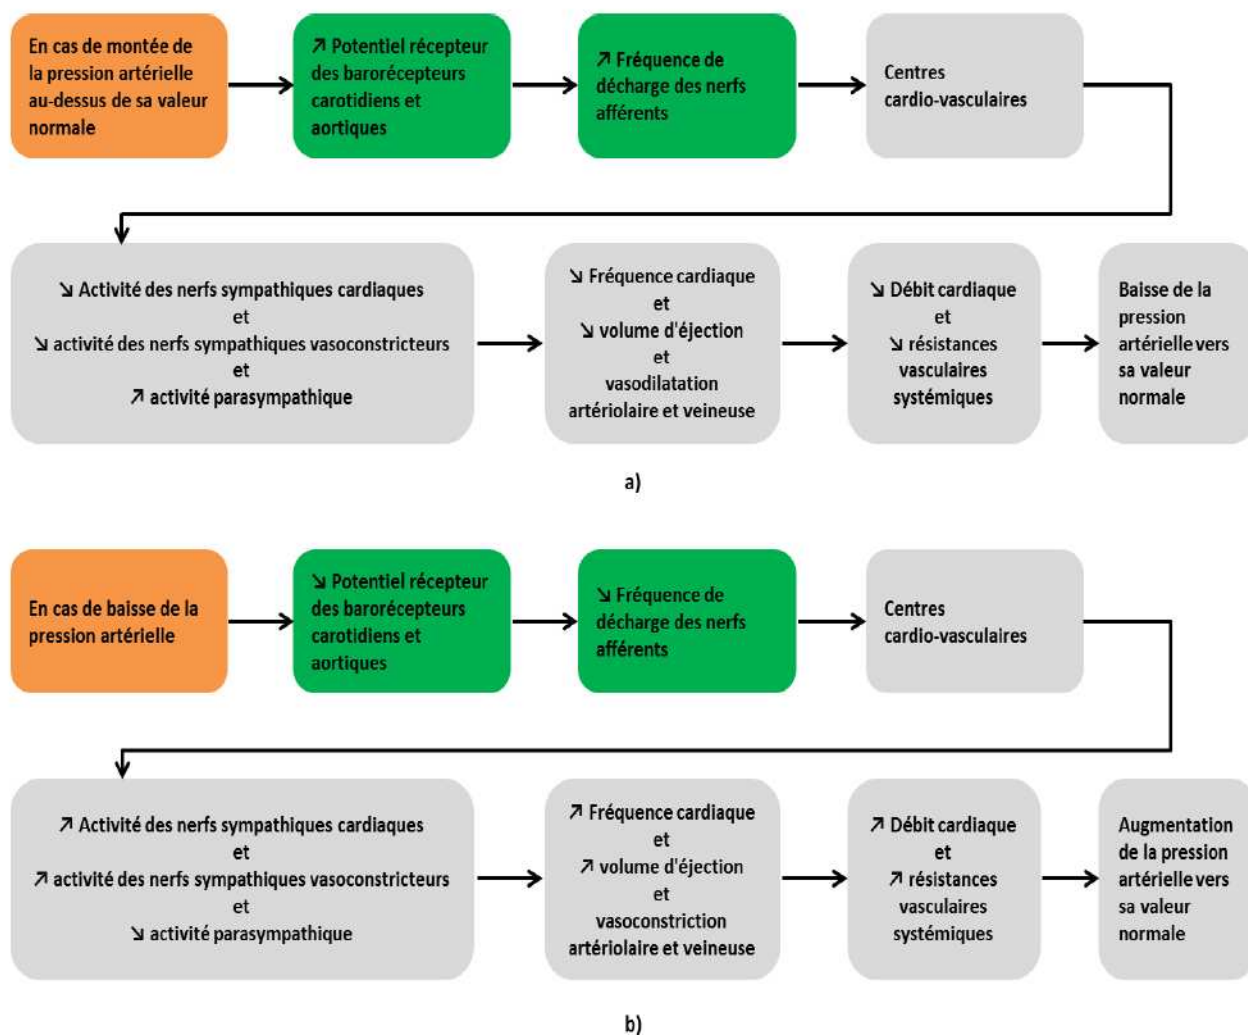 En cas de montée de
la pression artérielle
au-dessus de sa valeur
normale
↗ Potentiel récepteur
des barorécepteurs
carotidiens et
aortiques
↗ Fréquence de
décharge des nerfs
afférents
Centres
cardio-vasculaires
↘ Activité des nerfs sympathiques cardiaques
et
↘ activité des nerfs sympathiques vasoconstricteurs
et
↗ activité parasympathique
↘ Fréquence cardiaque
et
↘ volume d'éjection
et
vasodilatation
artériolaire et veineuse
↘ Débit cardiaque
et
↘ résistances
vasculaires
systémiques
Baisse de la
pression
artérielle vers
sa valeur
normale
a)
En cas de baisse de la
pression artérielle
↘ Potentiel récepteur
des barorécepteurs
carotidiens et
aortiques
↘ Fréquence de
décharge des nerfs
afférents
Centres
cardio-vasculaires
↗ Activité des nerfs sympathiques cardiaques
et
↗ activité des nerfs sympathiques vasoconstricteurs
et
↘ activité parasympathique
↗ Fréquence cardiaque
et
↗ volume d'éjection
et
vasoconstriction
artériolaire et veineuse
↗ Débit cardiaque
et
↗ résistances
vasculaires
systémiques
Augmentation
de la pression
artérielle vers
sa valeur
normale
b)